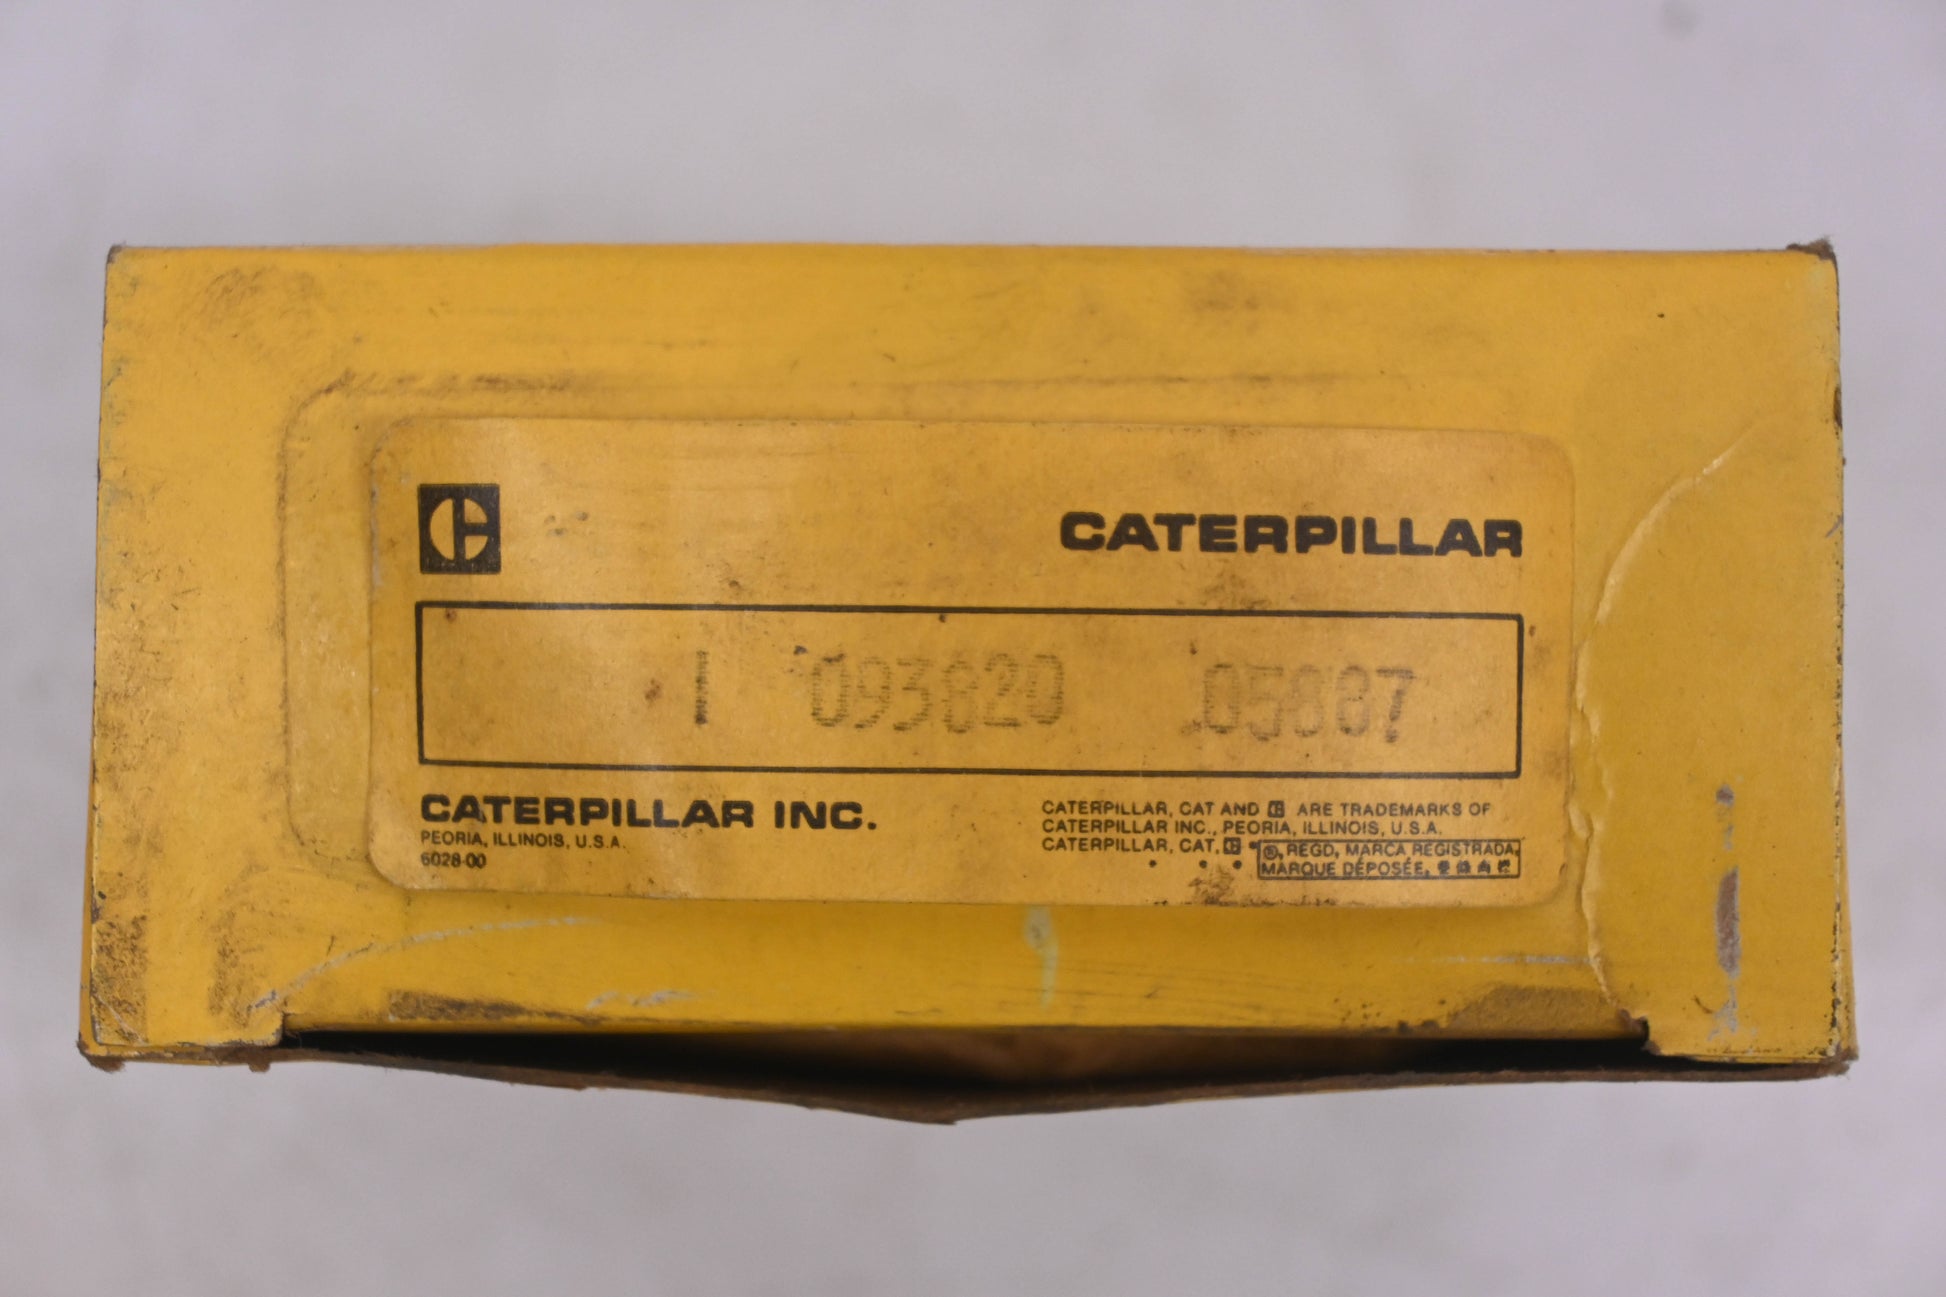 CATERPILLAR
1 093820 05887
CATERPILLAR INC.
PEORIA, ILLINOIS, U.S.A.
6028-00
CATERPILLAR, CAT AND ARE TRADEMARKS OF
CATERPILLAR INC., PEORIA, ILLINOIS, U.S.A.
CATERPILLAR, CAT, ®, REGD, MARCA REGISTRADA,
MARQUE DÉPOSÉE,